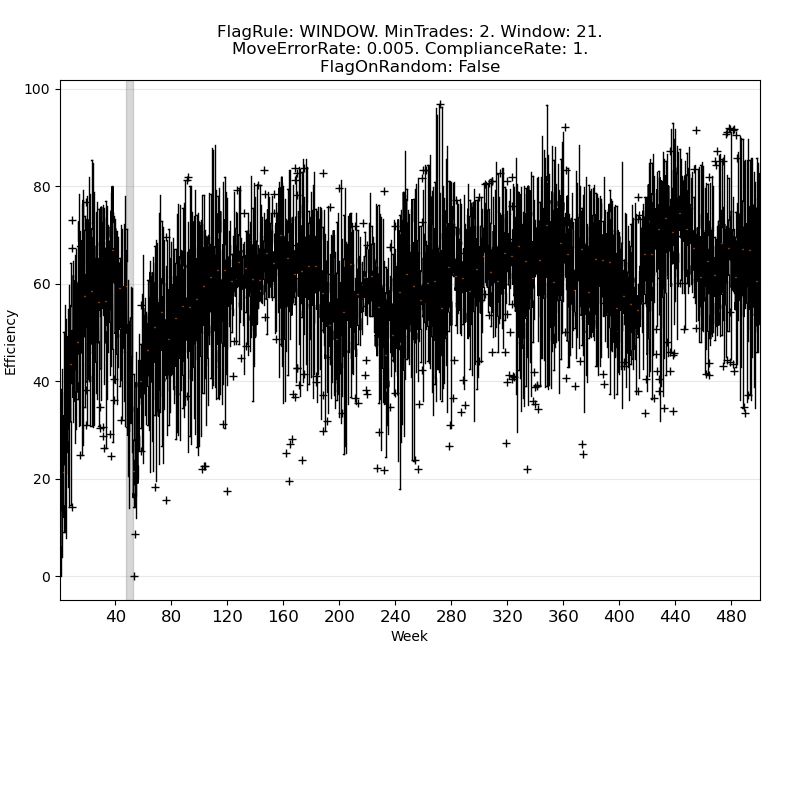 FlagRule: WINDOW. MinTrades: 2. Window: 21.
MoveErrorRate: 0.005. ComplianceRate: 1.
FlagOnRandom: False
100
80
60
40
20
0
Efficiency
40 80 120 160 200 240 280 320 360 400 440 480
Week